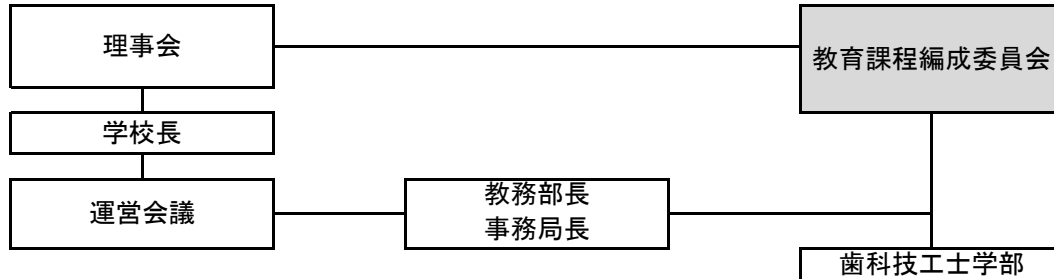 理事会
教育課程編成委員会
学校長
運営会議
教務部長
事務局長
歯科技工士学部